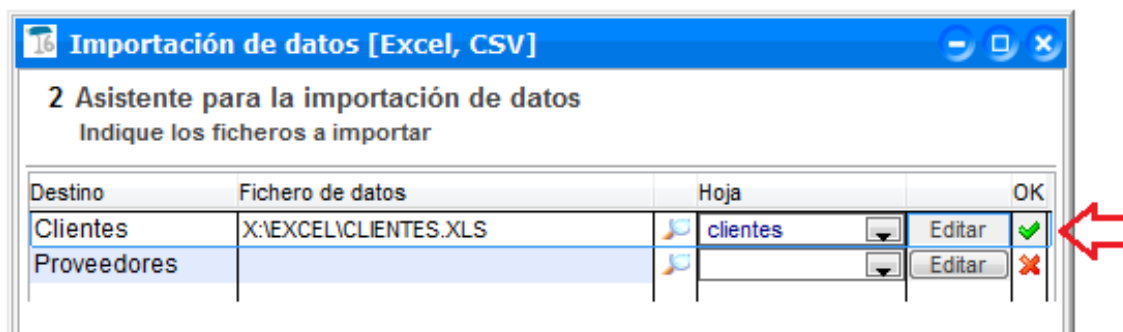 16 Importación de datos [Excel, CSV]
2 Asistente para la importación de datos
Indique los ficheros a importar
Destino Fichero de datos Hoja OK
Clientes X:\EXCEL\CLIENTES.XLS clientes Editar
Proveedores Editar